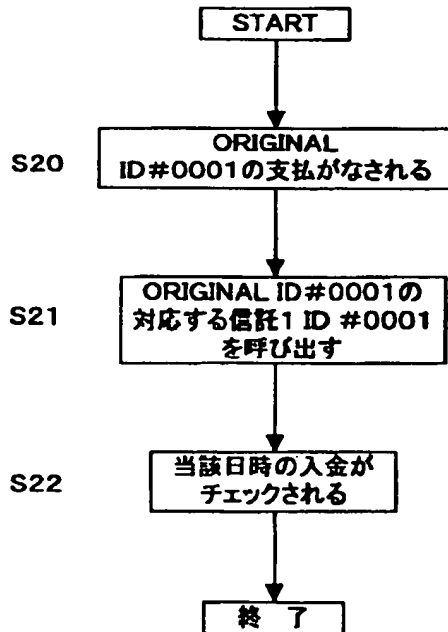 START
S20
ORIGINAL
ID#0001の支払がなされる
S21
ORIGINAL ID#0001の
対応する信託1 ID #0001
を呼び出す
S22
当該日時の入金が
チェックされる
終 了